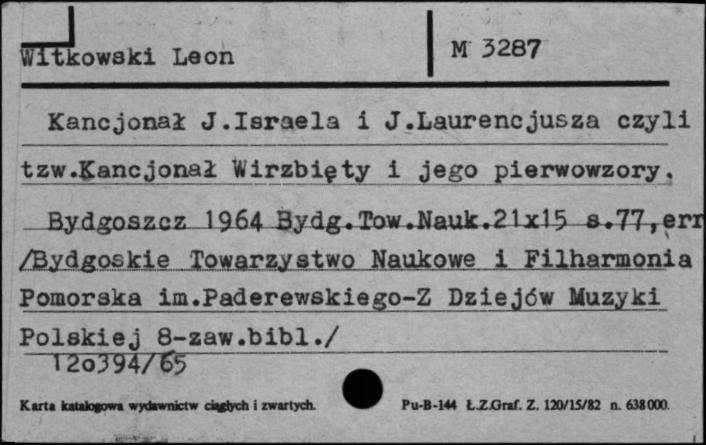 Witkowski Leon
M 3287
Kancjonał J.Israela i J.Laurencjusza czyli
tzw.Kancjonał Wirzbięty i jego pierwowzory.
Bydgoszcz 1964 Bydg.Tow.Nauk.21x15 s.77,err
/Bydgoskie Towarzystwo Naukowe i Filharmonia
Pomorska im.Paderewskiego-Z Dziejów Muzyki
Polskiej 8-zaw.bibl./
12o394/65
Karta katalogowa wydawnictw ciągłych i zwartych.
Pu-B-144 Ł.Z.Graf. Z. 120/15/82 n. 638000.